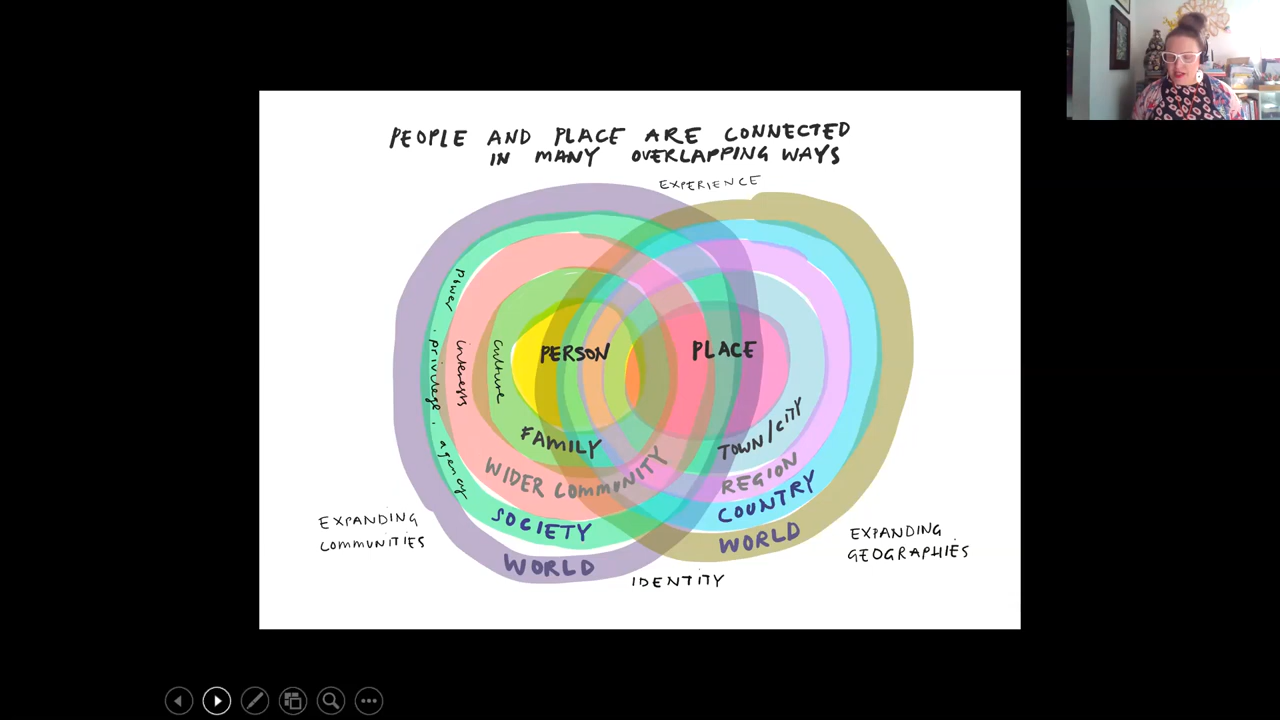 PEOPLE AND PLACE ARE CONNECTED
IN MANY OVERLAPPING WAYS
EXPERIENCE
power . privilege . agency
interests
culture
PERSON
FAMILY
WIDER COMMUNITY
SOCIETY
WORLD
PLACE
TOWN/CITY
REGION
COUNTRY
WORLD
EXPANDING
COMMUNITIES
IDENTITY
EXPANDING
GEOGRAPHIES